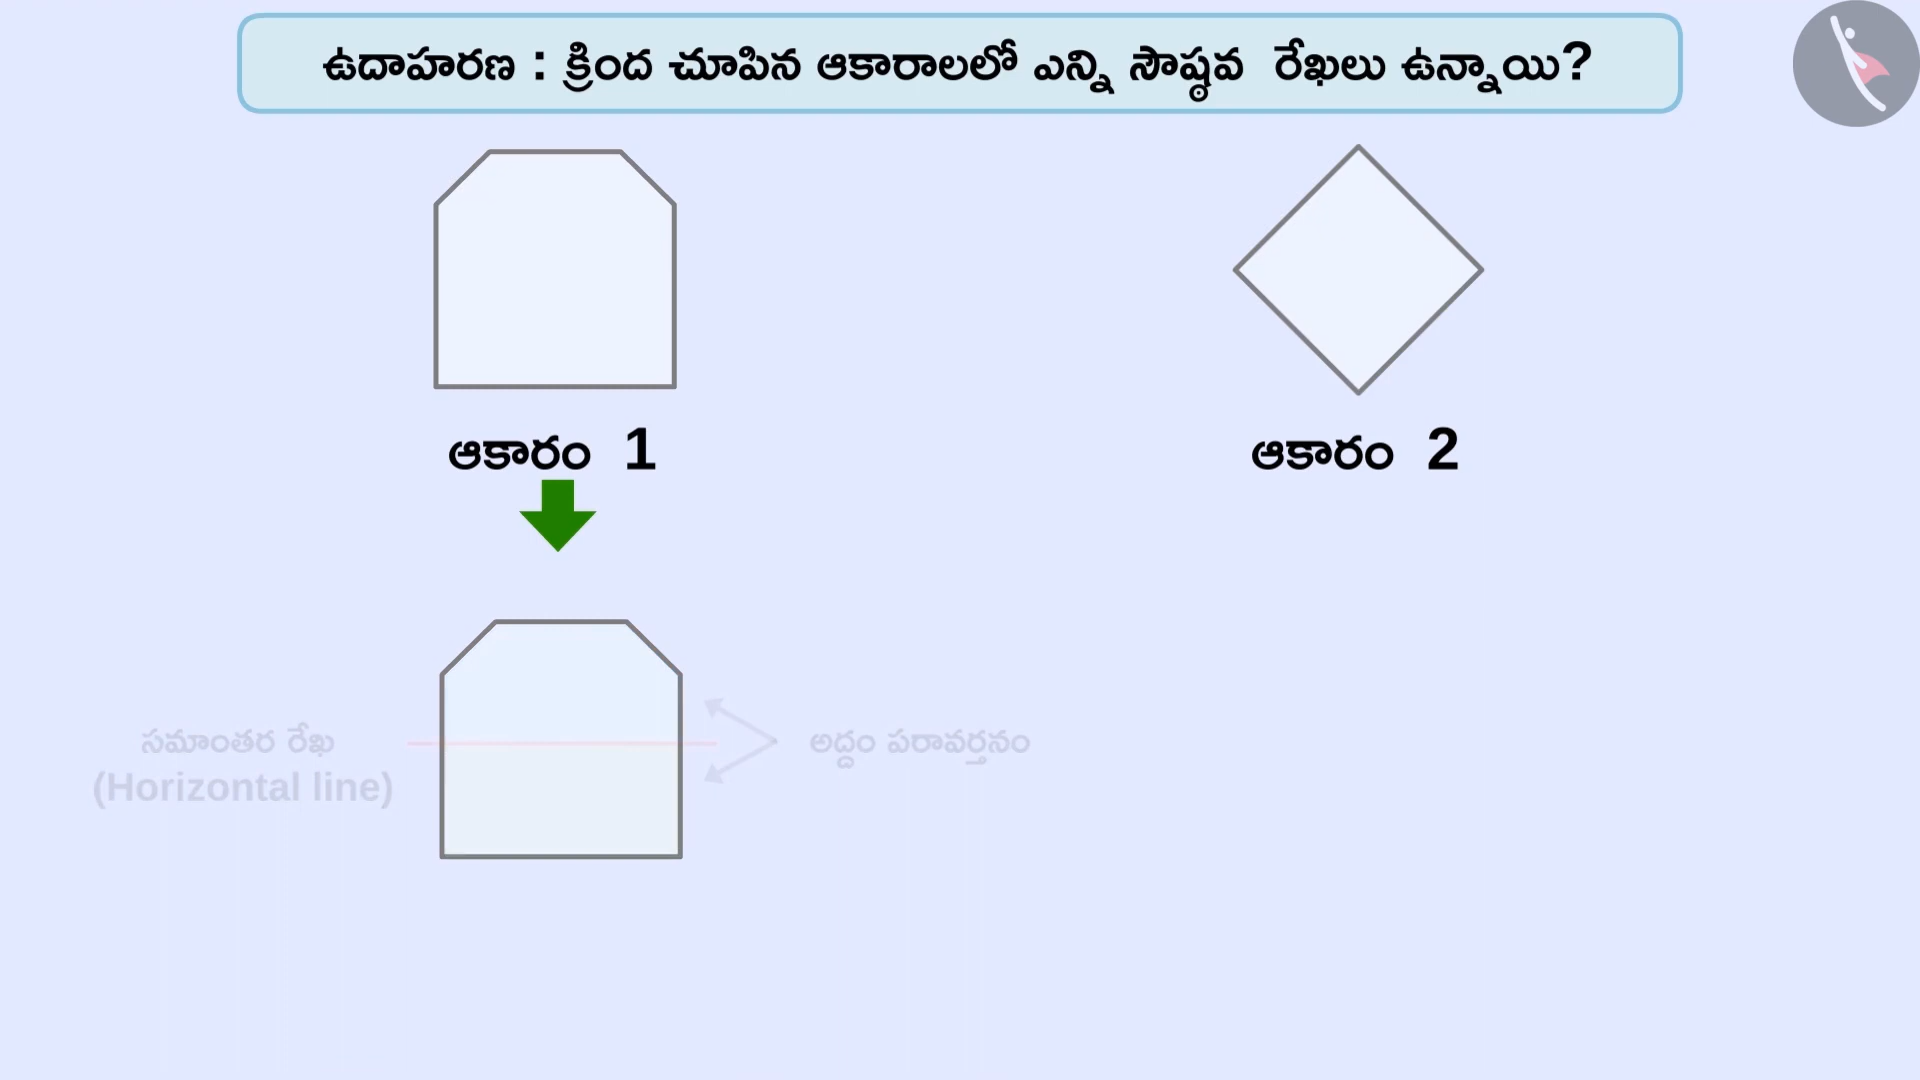 ఉదాహరణ : క్రింద చూపిన ఆకారాలలో ఎన్ని సౌష్ఠవ రేఖలు ఉన్నాయి?
ఆకారం 1
ఆకారం 2
సమాంతర రేఖ
(Horizontal line)
అద్దం పరావర్తనం